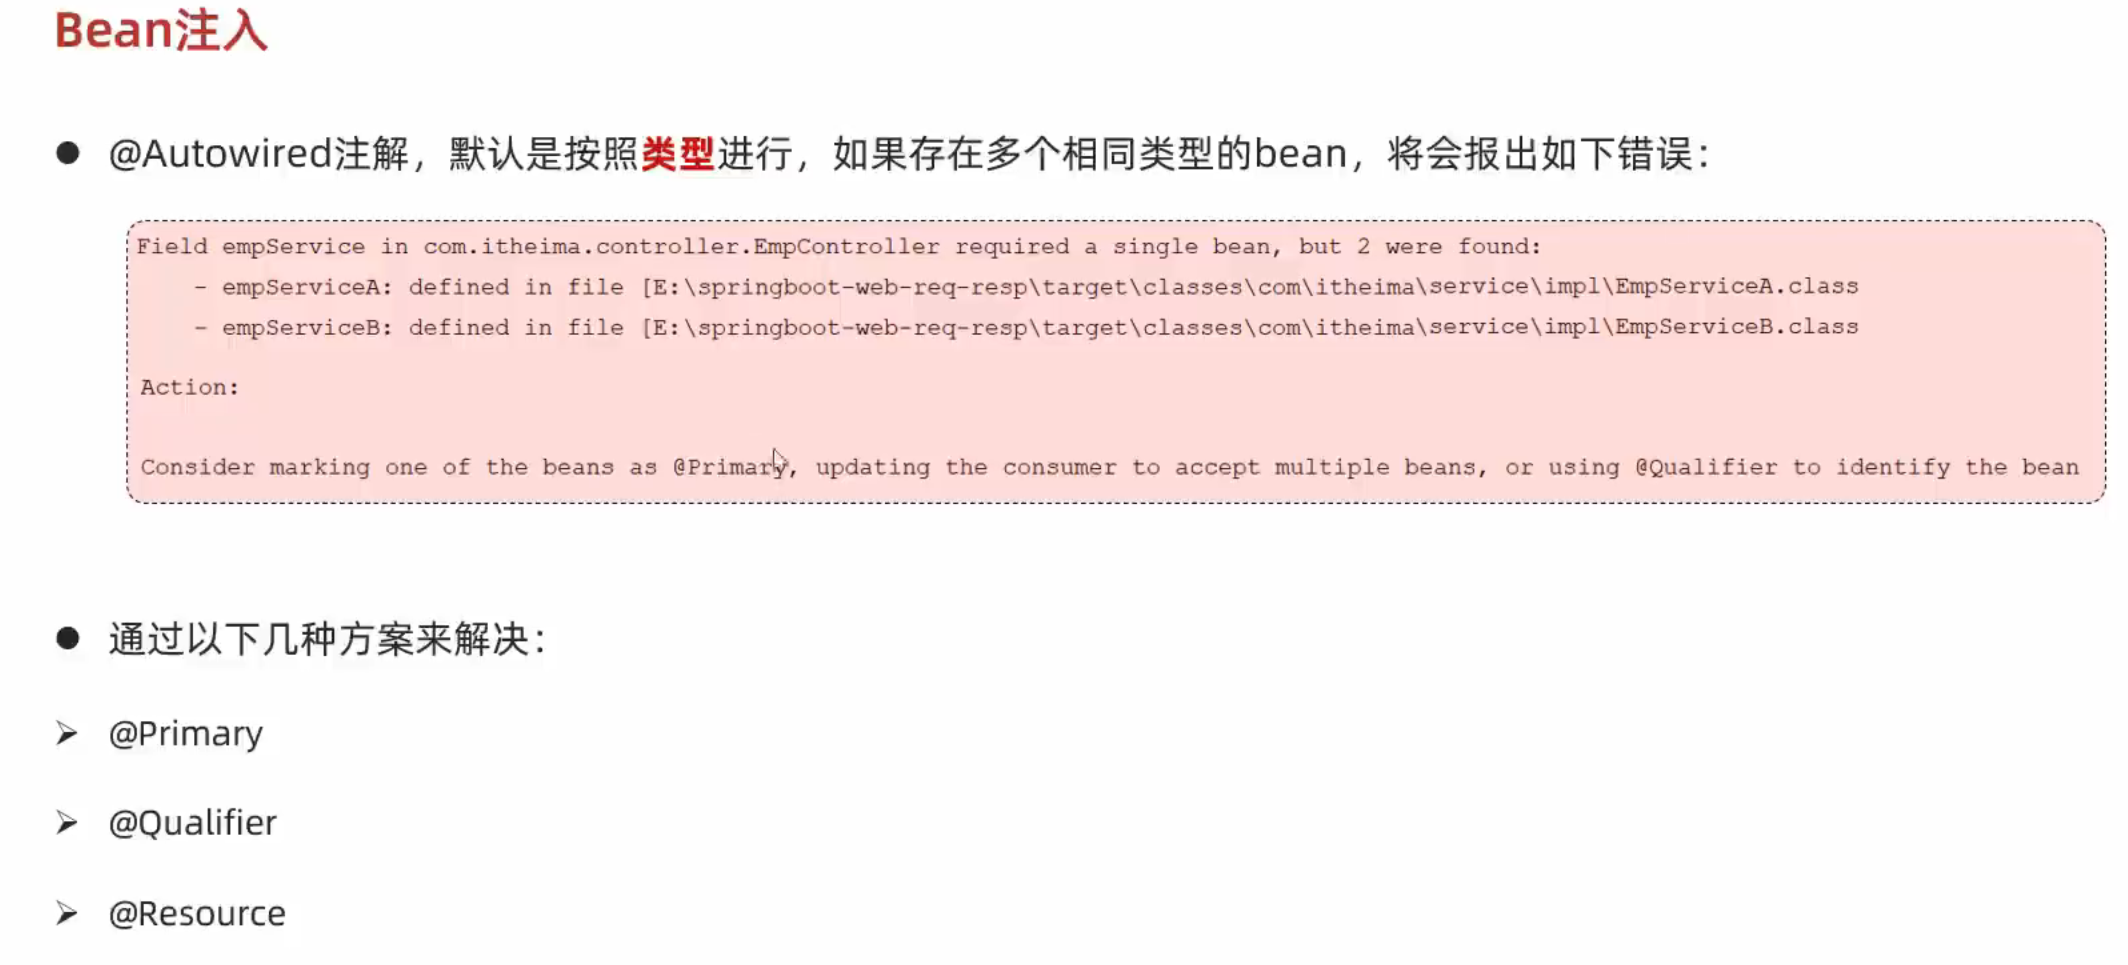 Bean注入
@Autowired注解，默认是按照类型进行，如果存在多个相同类型的bean，将会报出如下错误：
Field empService in com.itheima.controller.EmpController required a single bean, but 2 were found:
- empServiceA: defined in file [E:\springboot-web-req-resp\target\classes\com\itheima\service\impl\EmpServiceA.class
- empServiceB: defined in file [E:\springboot-web-req-resp\target\classes\com\itheima\service\impl\EmpServiceB.class
Action:
Consider marking one of the beans as @Primary, updating the consumer to accept multiple beans, or using @Qualifier to identify the bean
通过以下几种方案来解决：
@Primary
@Qualifier
@Resource